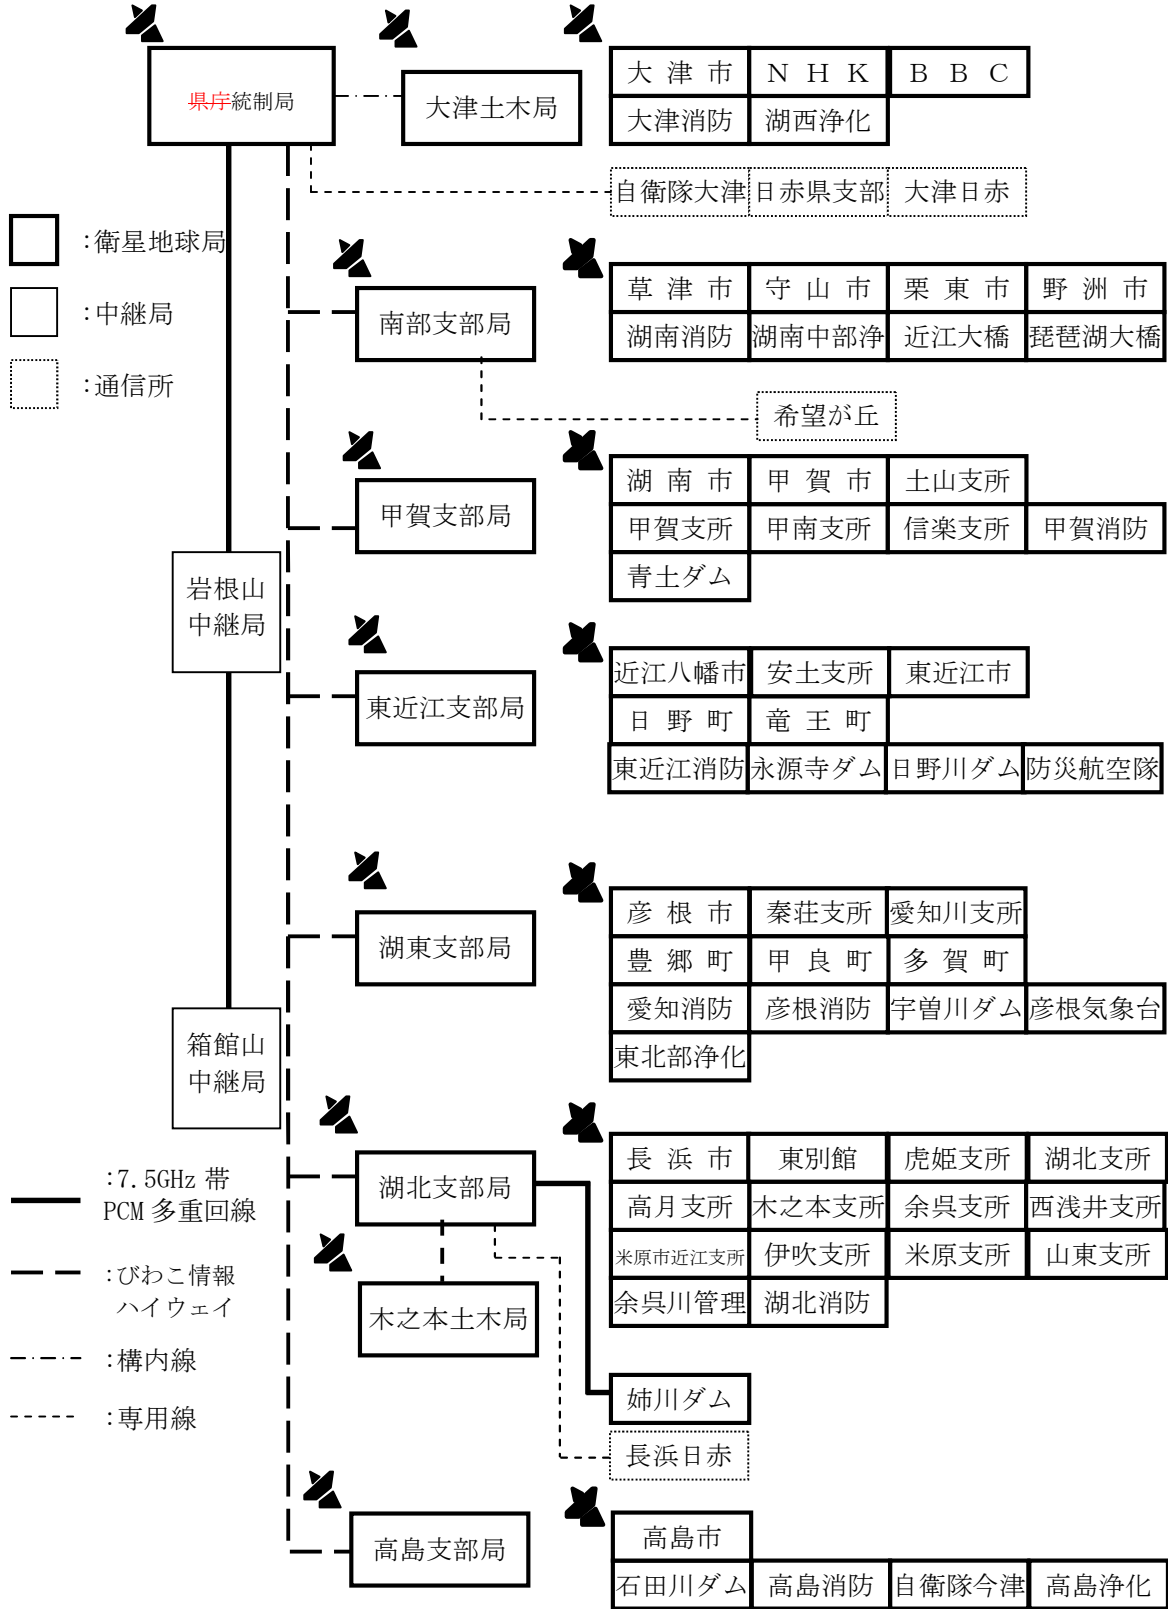 県庁統制局
大津土木局
大津市 ＮＨＫ ＢＢＣ
大津消防 湖西浄化
自衛隊大津 日赤県支部 大津日赤
:衛星地球局
:中継局
:通信所
南部支部局
草津市 守山市 栗東市 野洲市
湖南消防 湖南中部浄 近江大橋 琵琶湖大橋
希望が丘
甲賀支部局
湖南市 甲賀市 土山支所
甲賀支所 甲南支所 信楽支所 甲賀消防
青土ダム
岩根山
中継局
東近江支部局
近江八幡市 安土支所 東近江市
日野町 竜王町
東近江消防 永源寺ダム 日野川ダム 防災航空隊
湖東支部局
彦根市 秦荘支所 愛知川支所
豊郷町 甲良町 多賀町
愛知消防 彦根消防 宇曽川ダム 彦根気象台
東北部浄化
箱館山
中継局
湖北支部局
長浜市 東別館 虎姫支所 湖北支所
高月支所 木之本支所 余呉支所 西浅井支所
米原市近江支所 伊吹支所 米原支所 山東支所
余呉川管理 湖北消防
木之本土木局
姉川ダム
長浜日赤
:7.5GHz 帯
PCM 多重回線
:びわこ情報
ハイウェイ
:構内線
:専用線
高島支部局
高島市
石田川ダム 高島消防 自衛隊今津 高島浄化